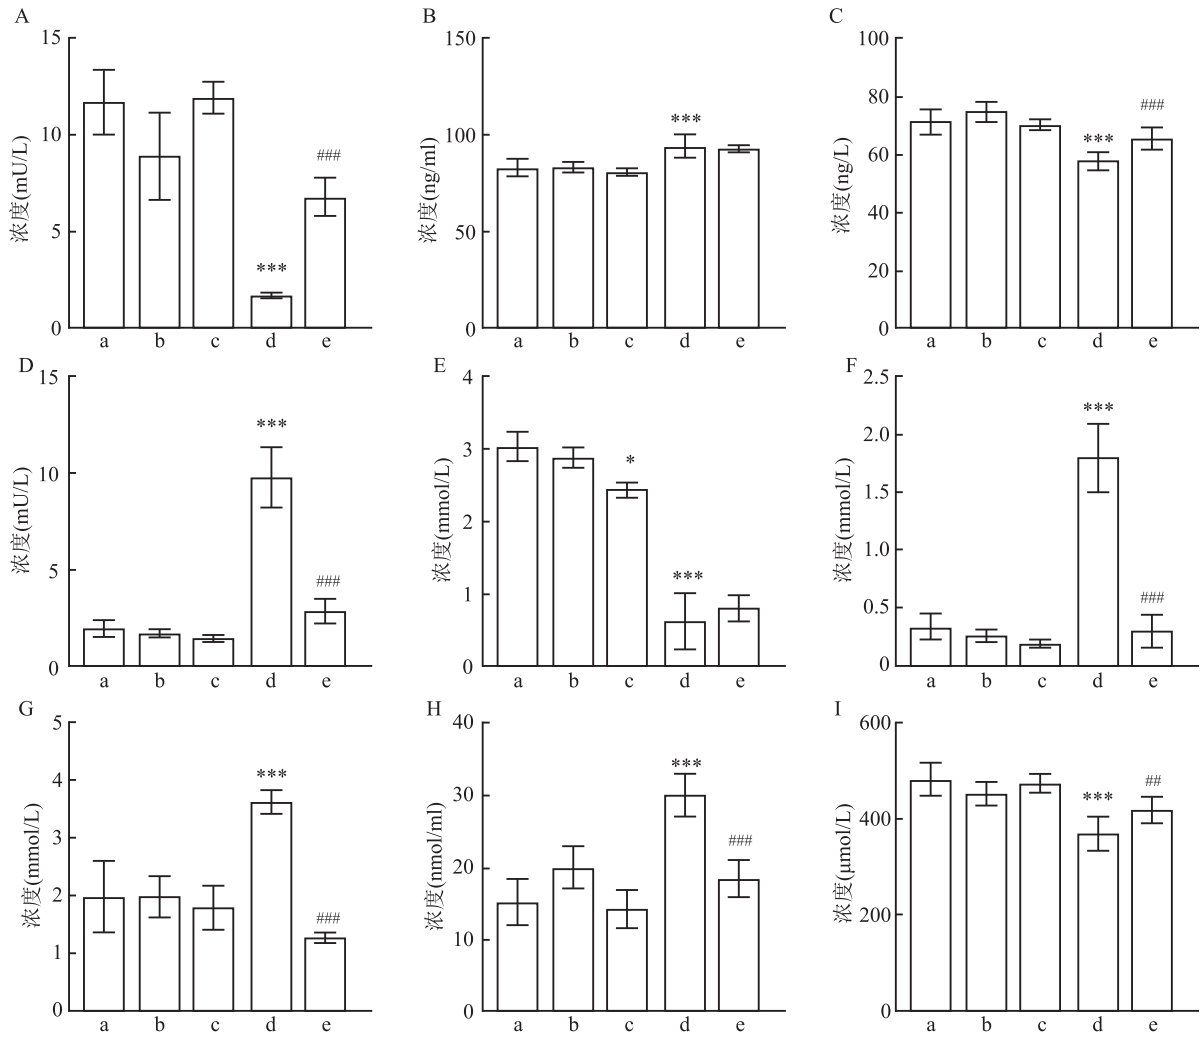 A
15
10
5
0
浓度(mU/L)
###
***
a b c d e
B
150
100
50
0
浓度(ng/ml)
***
a b c d e
C
100
80
60
40
20
0
浓度(ng/L)
***
###
a b c d e
D
15
10
5
0
浓度(mU/L)
***
###
a b c d e
E
4
3
2
1
0
浓度(mmol/L)
*
***
a b c d e
F
2.5
2.0
1.5
1.0
0.5
0
浓度(mmol/L)
***
###
a b c d e
G
5
4
3
2
1
0
浓度(mmol/L)
***
###
a b c d e
H
40
30
20
10
0
浓度(nmol/ml)
***
###
a b c d e
I
600
400
200
0
浓度(μmol/L)
***
##
a b c d e